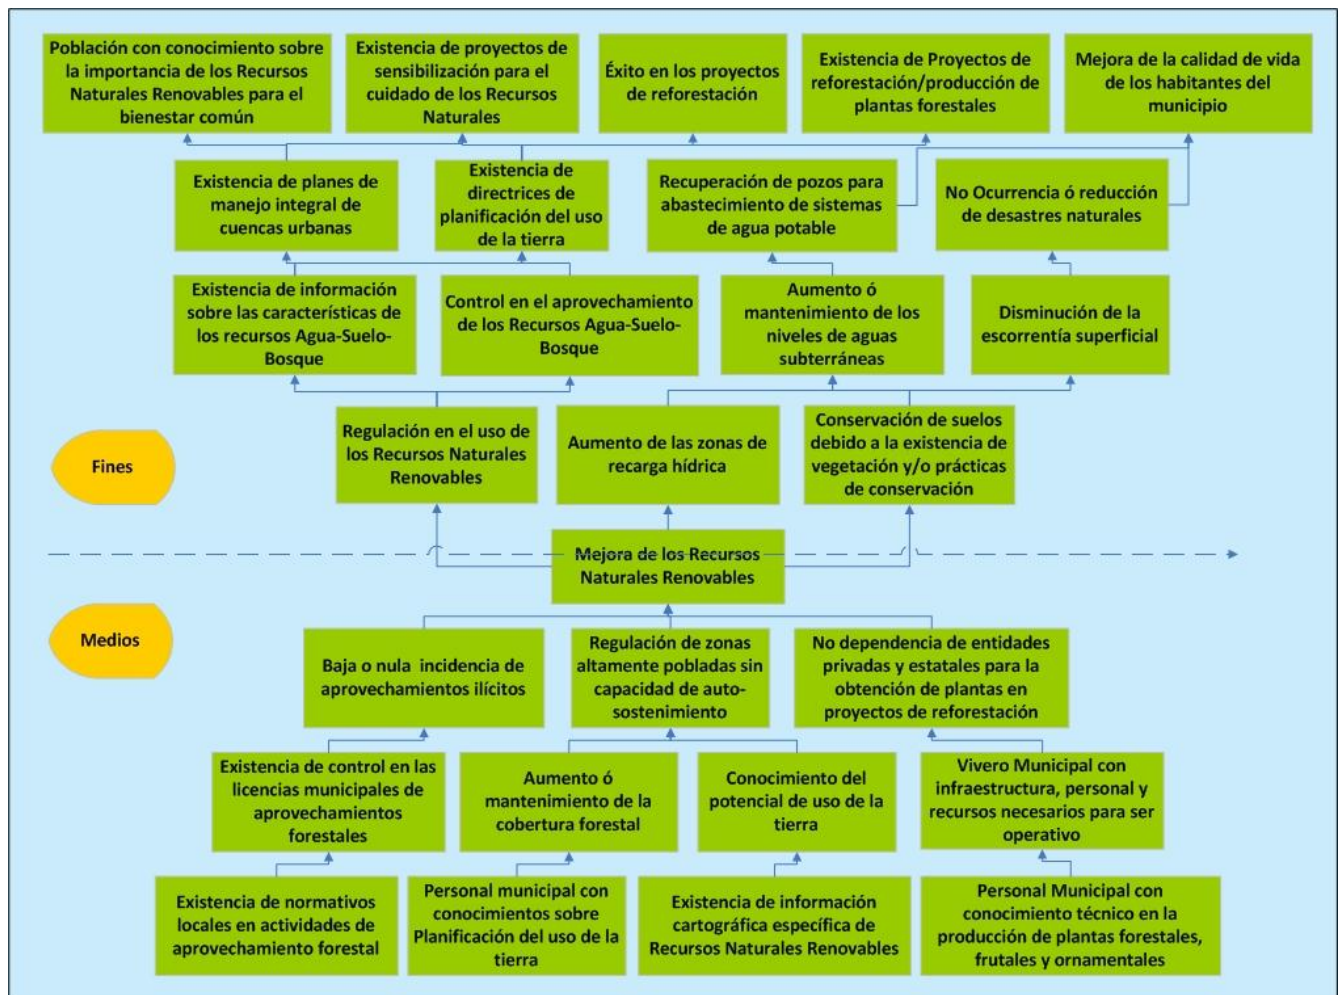 Población con conocimiento sobre
la importancia de los Recursos
Naturales Renovables para el
bienestar común
Existencia de proyectos de
sensibilización para el
cuidado de los Recursos
Naturales
Éxito en los proyectos
de reforestación
Existencia de Proyectos de
reforestación/producción de
plantas forestales
Mejora de la calidad de vida
de los habitantes del
municipio
Existencia de planes de
manejo integral de
cuencas urbanas
Existencia de
directrices de
planificación del uso
de la tierra
Recuperación de pozos para
abastecimiento de sistemas
de agua potable
No Ocurrencia ó reducción
de desastres naturales
Existencia de información
sobre las características de
los recursos Agua-Suelo-
Bosque
Control en el aprovechamiento
de los Recursos Agua-Suelo-
Bosque
Aumento ó
mantenimiento de los
niveles de aguas
subterráneas
Disminución de la
escorrentía superficial
Fines
Regulación en el uso de
los Recursos Naturales
Renovables
Aumento de las zonas de
recarga hídrica
Conservación de suelos
debido a la existencia de
vegetación y/o prácticas
de conservación
Mejora de los Recursos
Naturales Renovables
Medios
Baja o nula incidencia de
aprovechamientos ilícitos
Regulación de zonas
altamente pobladas sin
capacidad de auto-
sostenimiento
No dependencia de entidades
privadas y estatales para la
obtención de plantas en
proyectos de reforestación
Existencia de control en las
licencias municipales de
aprovechamientos
forestales
Aumento ó
mantenimiento de la
cobertura forestal
Conocimiento del
potencial de uso de la
tierra
Vivero Municipal con
infraestructura, personal y
recursos necesarios para ser
operativo
Existencia de normativos
locales en actividades de
aprovechamiento forestal
Personal municipal con
conocimientos sobre
Planificación del uso de la
tierra
Existencia de información
cartográfica específica de
Recursos Naturales Renovables
Personal Municipal con
conocimiento técnico en la
producción de plantas forestales,
frutales y ornamentales